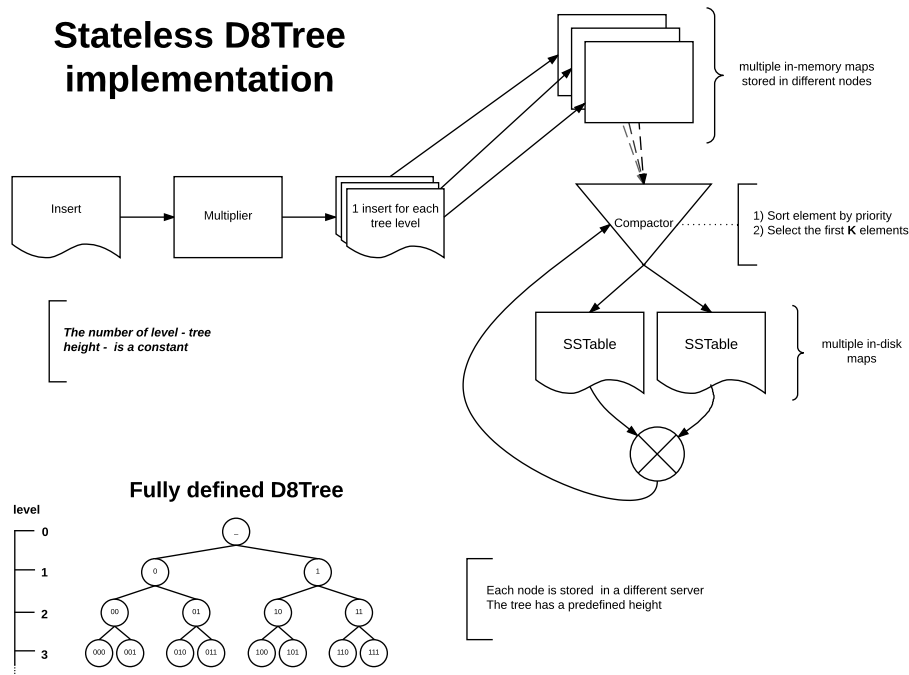 Stateless D8Tree
implementation
multiple in-memory maps
stored in different nodes
Insert
Multiplier
1 insert for each
tree level
Compactor
1) Sort element by priority
2) Select the first K elements
The number of level - tree
height -  is a constant
SSTable
SSTable
multiple in-disk
maps
Fully defined D8Tree
level
0
_
1
0
1
2
00
01
10
11
3
000
001
010
011
100
101
110
111
Each node is stored  in a different server
The tree has a predefined height